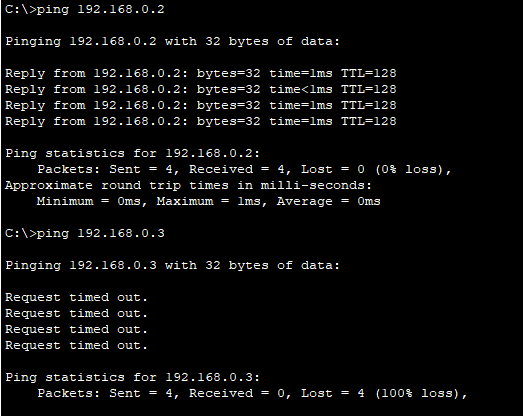 C:\>ping 192.168.0.2
Pinging 192.168.0.2 with 32 bytes of data:
Reply from 192.168.0.2: bytes=32 time=1ms TTL=128
Reply from 192.168.0.2: bytes=32 time<1ms TTL=128
Reply from 192.168.0.2: bytes=32 time=1ms TTL=128
Reply from 192.168.0.2: bytes=32 time=1ms TTL=128
Ping statistics for 192.168.0.2:
    Packets: Sent = 4, Received = 4, Lost = 0 (0% loss),
Approximate round trip times in milli-seconds:
    Minimum = 0ms, Maximum = 1ms, Average = 0ms
C:\>ping 192.168.0.3
Pinging 192.168.0.3 with 32 bytes of data:
Request timed out.
Request timed out.
Request timed out.
Request timed out.
Ping statistics for 192.168.0.3:
    Packets: Sent = 4, Received = 0, Lost = 4 (100% loss),